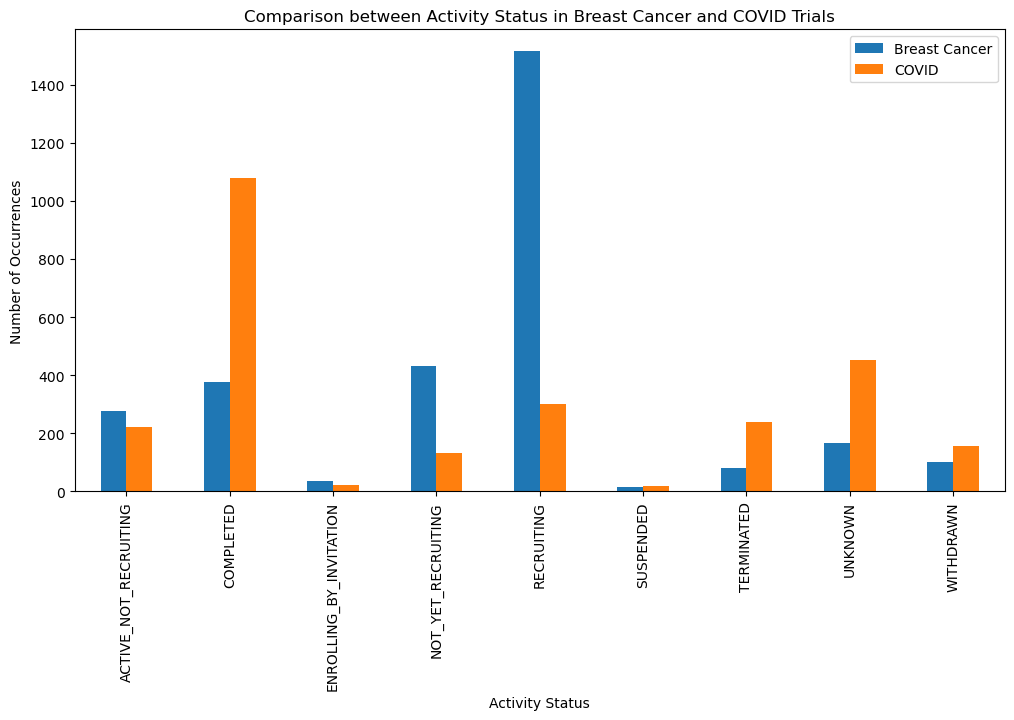 Comparison between Activity Status in Breast Cancer and COVID Trials
Breast Cancer
COVID
Number of Occurrences
1400
1200
1000
800
600
400
200
0
ACTIVE_NOT_RECRUITING
COMPLETED
ENROLLING_BY_INVITATION
NOT_YET_RECRUITING
RECRUITING
SUSPENDED
TERMINATED
UNKNOWN
WITHDRAWN
Activity Status